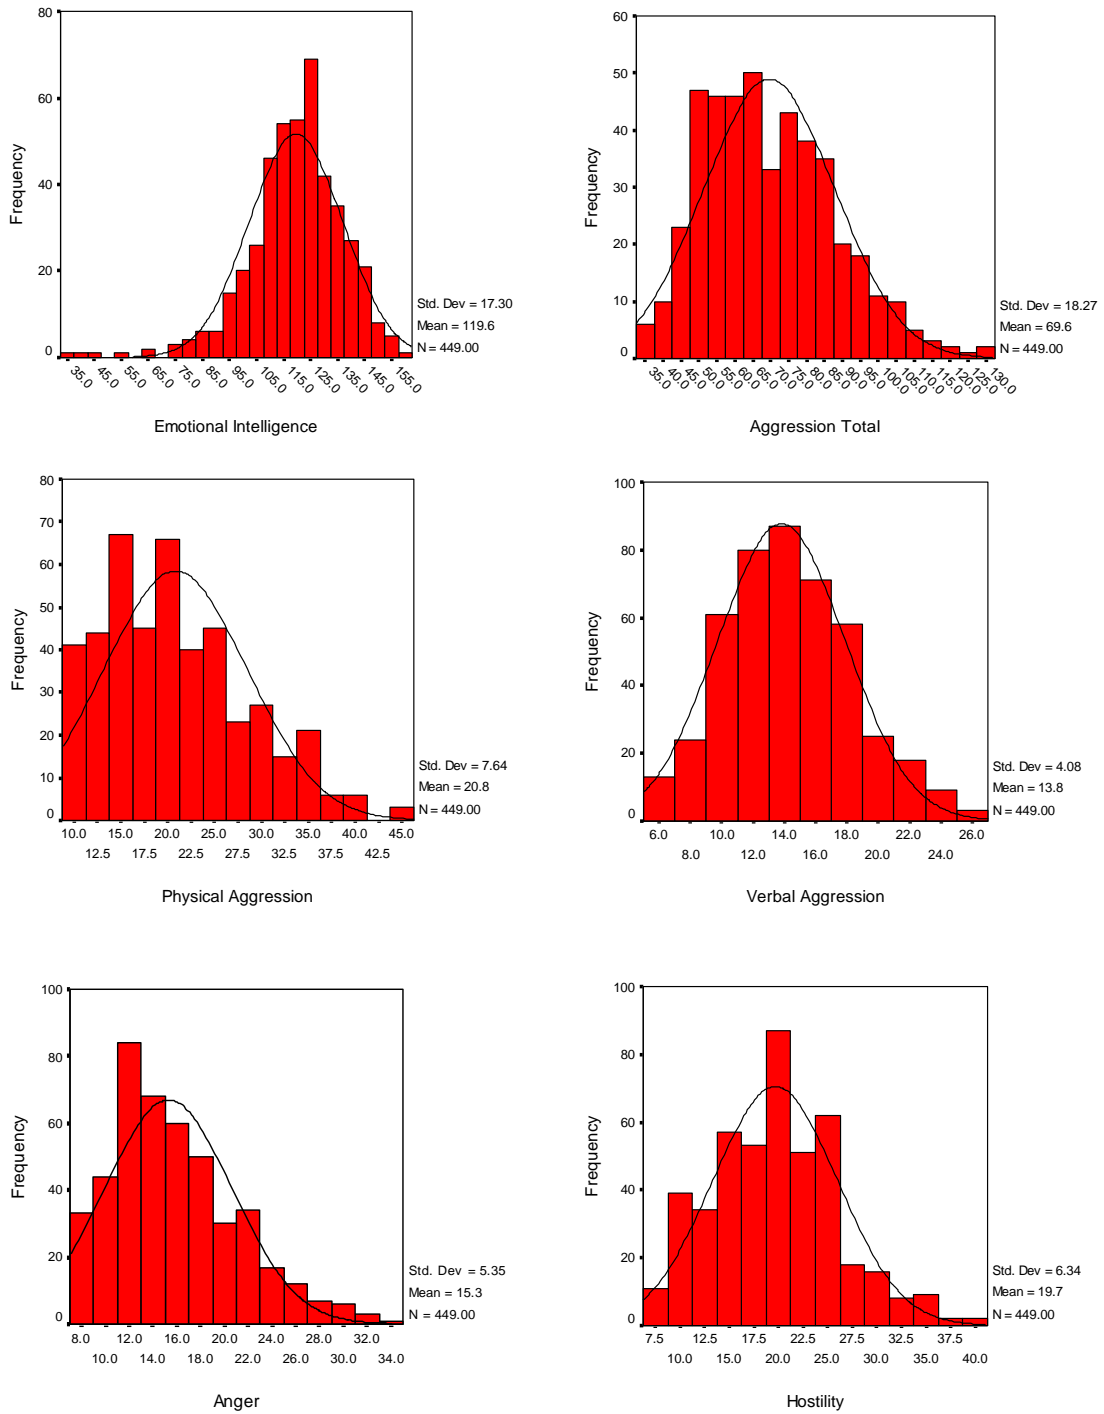 80
60
40
20
0
Frequency
35.0 45.0 55.0 65.0 75.0 85.0 95.0 105.0 115.0 125.0 135.0 145.0 155.0
Std. Dev = 17.30
Mean = 119.6
N = 449.00
Emotional Intelligence
60
50
40
30
20
10
0
Frequency
35.0 40.0 45.0 50.0 55.0 60.0 65.0 70.0 75.0 80.0 85.0 90.0 95.0 100.0 105.0 110.0 115.0 120.0 125.0 130.0
Std. Dev = 18.27
Mean = 69.6
N = 449.00
Aggression Total
80
70
60
50
40
30
20
10
0
Frequency
10.0 15.0 20.0 25.0 30.0 35.0 40.0 45.0
12.5 17.5 22.5 27.5 32.5 37.5 42.5
Std. Dev = 7.64
Mean = 20.8
N = 449.00
Physical Aggression
100
80
60
40
20
0
Frequency
6.0 10.0 14.0 18.0 22.0 26.0
8.0 12.0 16.0 20.0 24.0
Std. Dev = 4.08
Mean = 13.8
N = 449.00
Verbal Aggression
100
80
60
40
20
0
Frequency
8.0 12.0 16.0 20.0 24.0 28.0 32.0
10.0 14.0 18.0 22.0 26.0 30.0 34.0
Std. Dev = 5.35
Mean = 15.3
N = 449.00
Anger
100
80
60
40
20
0
Frequency
7.5 12.5 17.5 22.5 27.5 32.5 37.5
10.0 15.0 20.0 25.0 30.0 35.0 40.0
Std. Dev = 6.34
Mean = 19.7
N = 449.00
Hostility